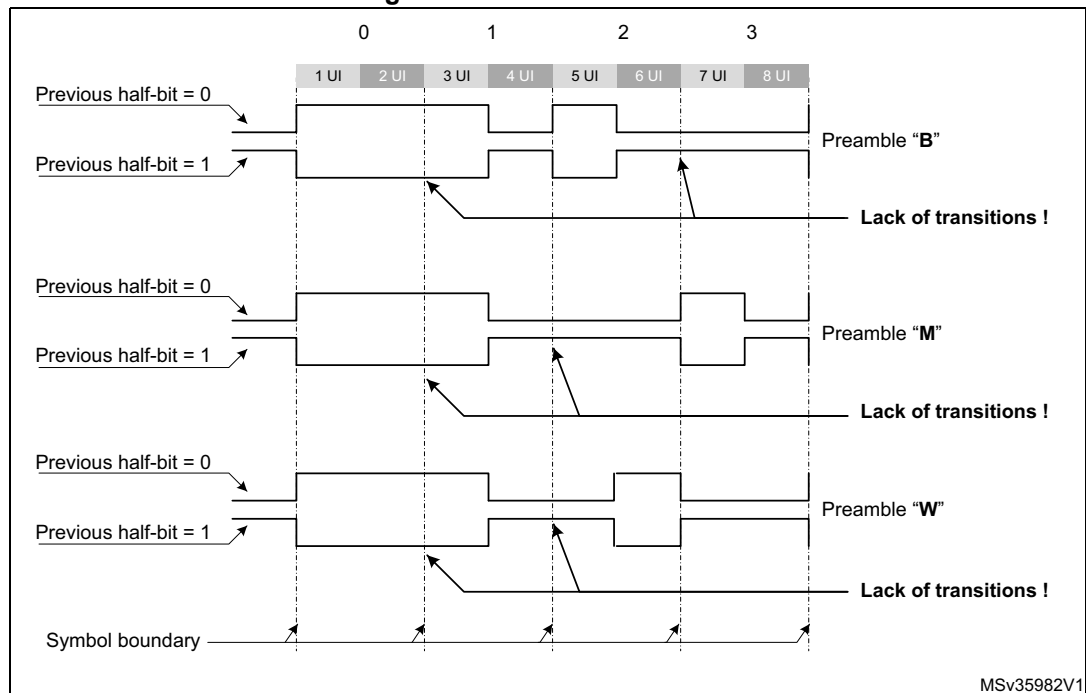 0 1 2 3
1 UI 2 UI 3 UI 4 UI 5 UI 6 UI 7 UI 8 UI
Previous half-bit = 0
Preamble “B”
Previous half-bit = 1
Lack of transitions !
Previous half-bit = 0
Preamble “M”
Previous half-bit = 1
Lack of transitions !
Previous half-bit = 0
Preamble “W”
Previous half-bit = 1
Lack of transitions !
Symbol boundary
MSv35982V1